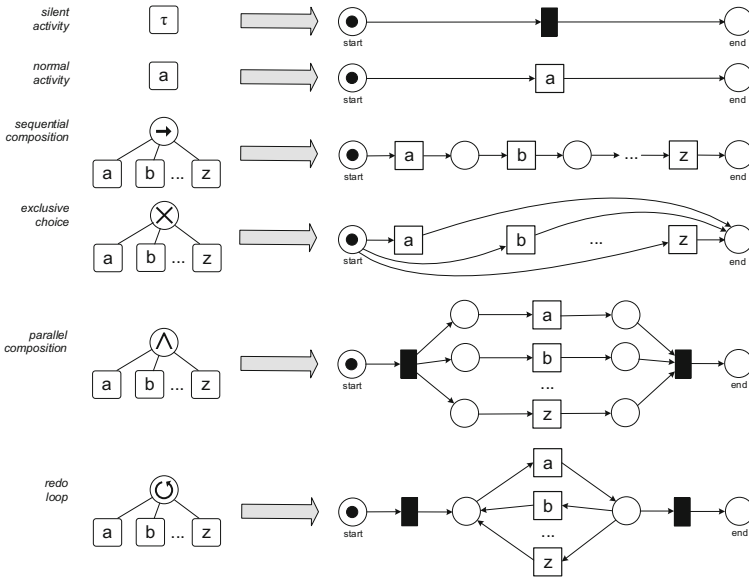 silent
activity
τ
start
end
normal
activity
a
a
start
end
sequential
composition
a b ... z
a b ... z
start
end
exclusive
choice
a b ... z
a b ... z
start
end
parallel
composition
a b ... z
a
b
...
z
start
end
redo
loop
a b ... z
a
b
...
z
start
end